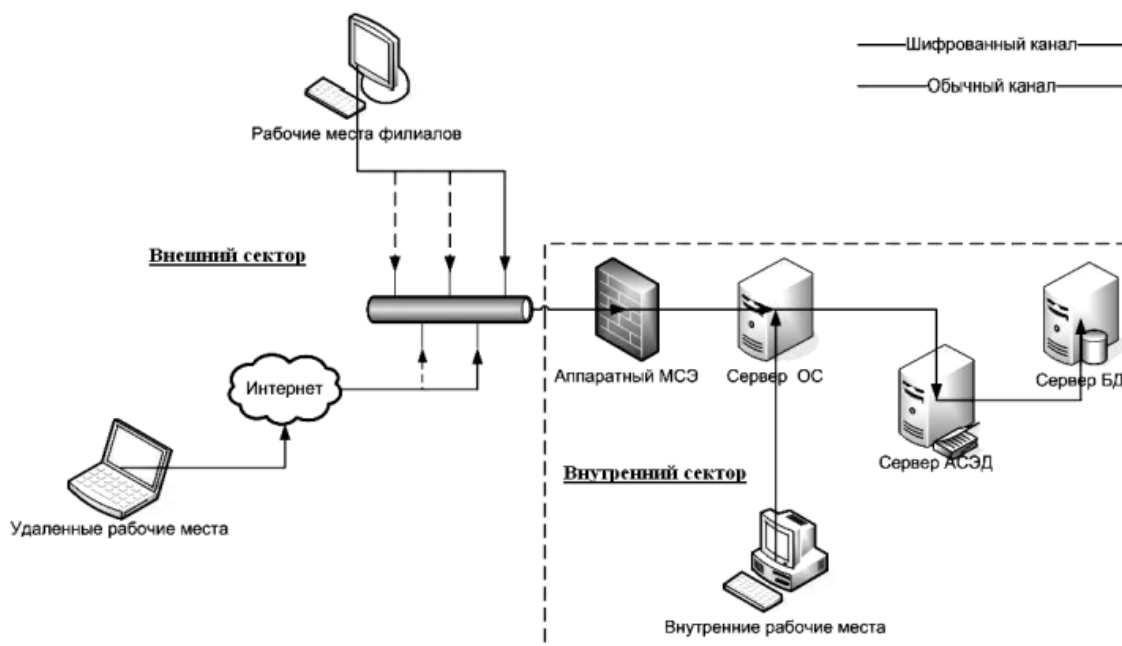 Шифрованный канал
Обычный канал
Рабочие места филиалов
Внешний сектор
Аппаратный МСЭ
Сервер ОС
Сервер БД
Интернет
Сервер АСЭД
Внутренний сектор
Удаленные рабочие места
Внутренние рабочие места